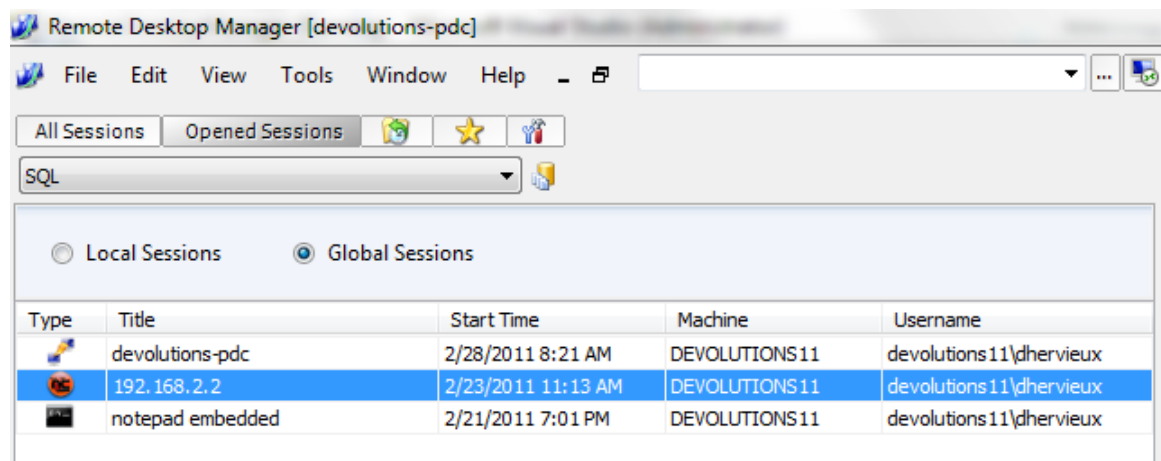 Remote Desktop Manager [devolutions-pdc]
File Edit View Tools Window Help
All Sessions Opened Sessions
SQL
Local Sessions Global Sessions
Type Title Start Time Machine Username
devolutions-pdc 2/28/2011 8:21 AM DEVOLUTIONS11 devolutions11\dhervieux
192.168.2.2 2/23/2011 11:13 AM DEVOLUTIONS11 devolutions11\dhervieux
notepad embedded 2/21/2011 7:01 PM DEVOLUTIONS11 devolutions11\dhervieux